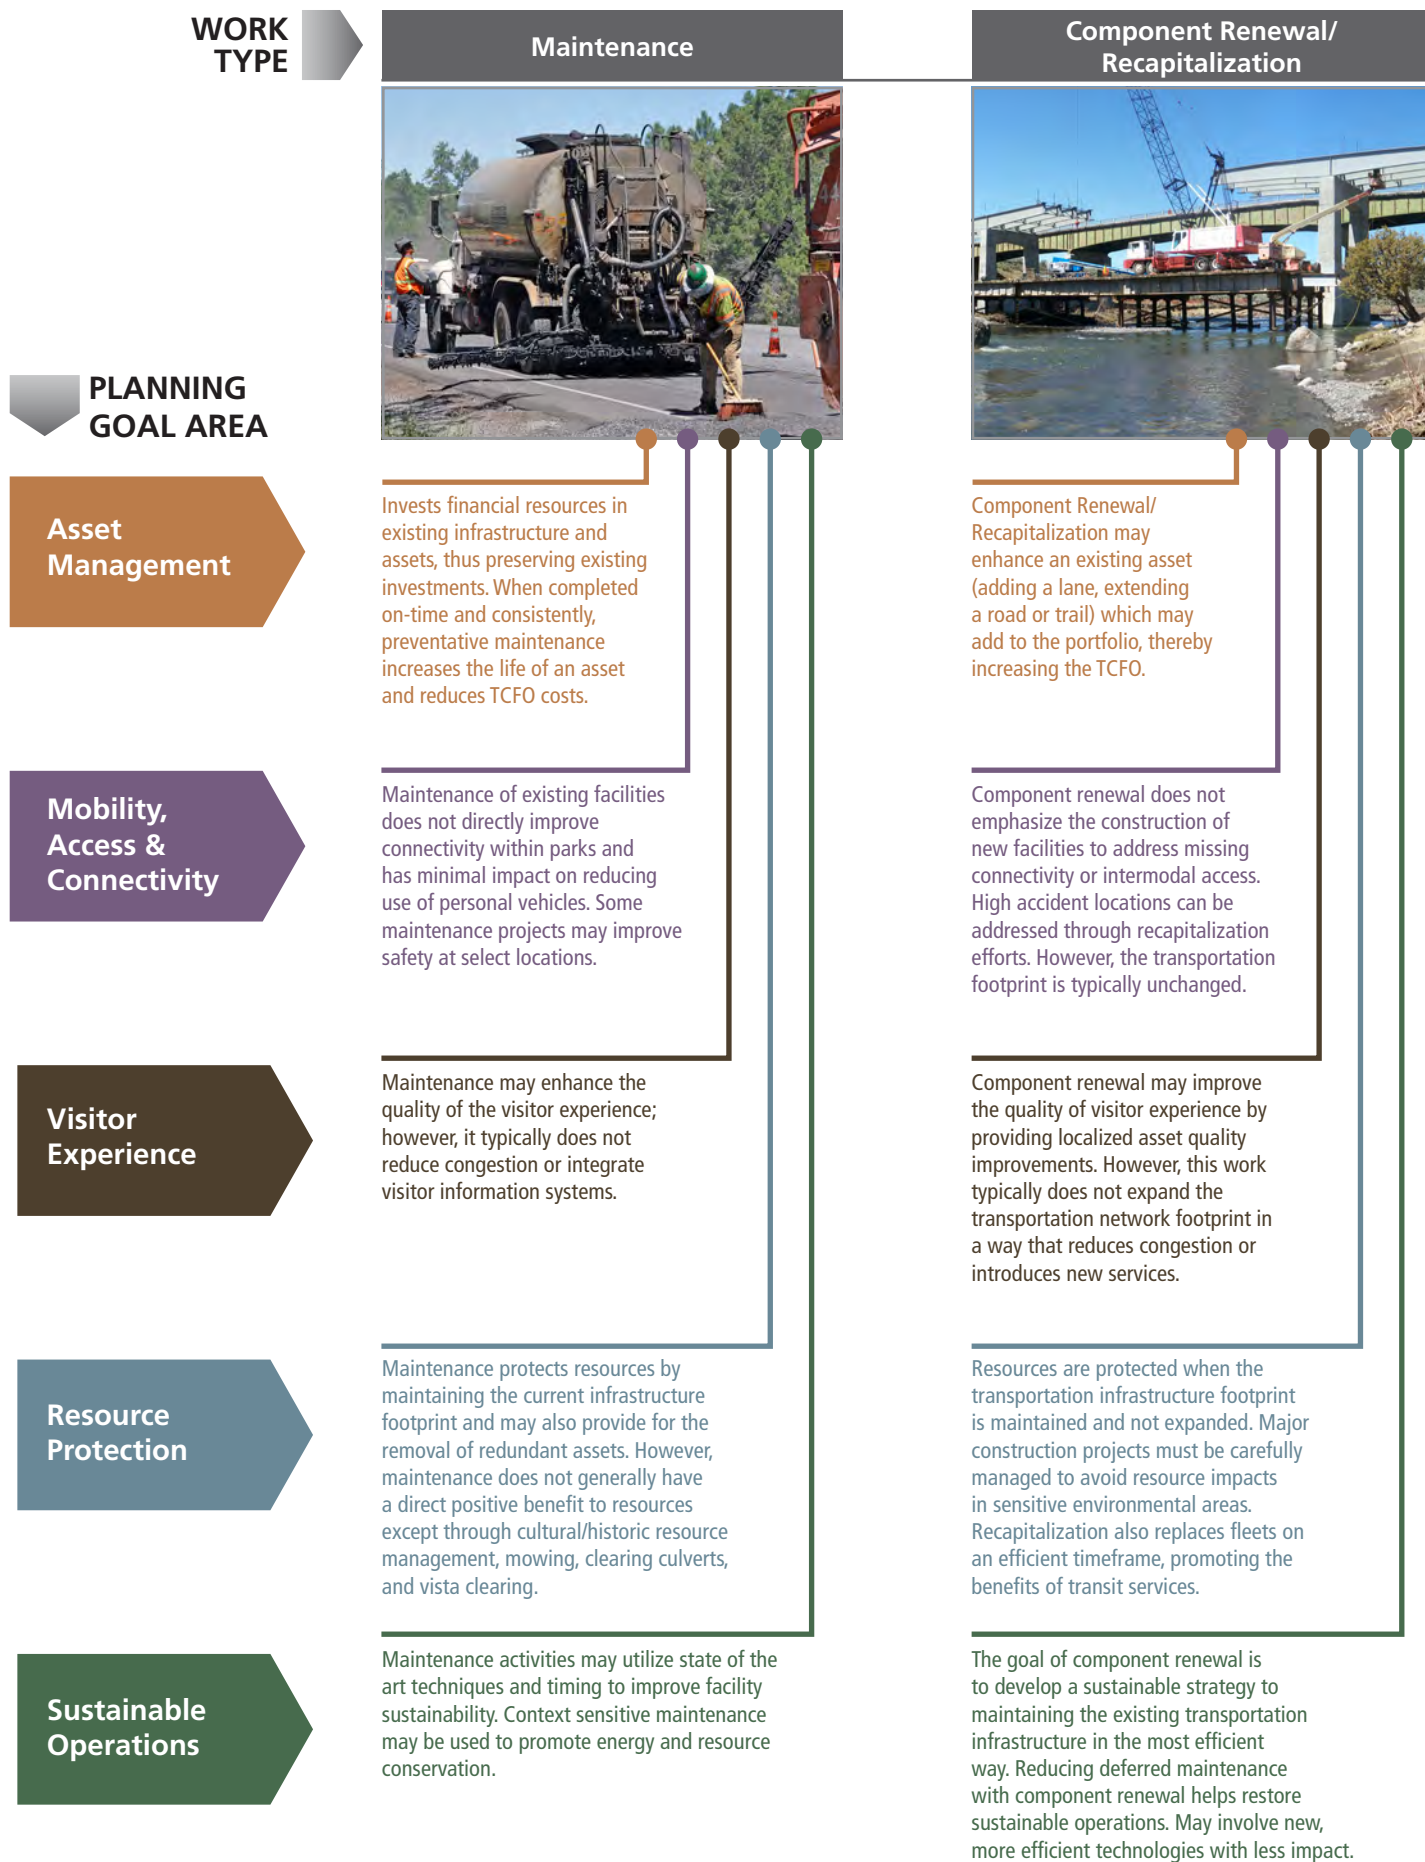 WORK
TYPE
Maintenance
Component Renewal/
Recapitalization
PLANNING
GOAL AREA
Asset
Management
Invests financial resources in
existing infrastructure and
assets, thus preserving existing
investments. When completed
on-time and consistently,
preventative maintenance
increases the life of an asset
and reduces TCFO costs.
Component Renewal/
Recapitalization may
enhance an existing asset
(adding a lane, extending
a road or trail) which may
add to the portfolio, thereby
increasing the TCFO.
Mobility,
Access &
Connectivity
Maintenance of existing facilities
does not directly improve
connectivity within parks and
has minimal impact on reducing
use of personal vehicles. Some
maintenance projects may improve
safety at select locations.
Component renewal does not
emphasize the construction of
new facilities to address missing
connectivity or intermodal access.
High accident locations can be
addressed through recapitalization
efforts. However, the transportation
footprint is typically unchanged.
Visitor
Experience
Maintenance may enhance the
quality of the visitor experience;
however, it typically does not
reduce congestion or integrate
visitor information systems.
Component renewal may improve
the quality of visitor experience by
providing localized asset quality
improvements. However, this work
typically does not expand the
transportation network footprint in
a way that reduces congestion or
introduces new services.
Resource
Protection
Maintenance protects resources by
maintaining the current infrastructure
footprint and may also provide for the
removal of redundant assets. However,
maintenance does not generally have
a direct positive benefit to resources
except through cultural/historic resource
management, mowing, clearing culverts,
and vista clearing.
Resources are protected when the
transportation infrastructure footprint
is maintained and not expanded. Major
construction projects must be carefully
managed to avoid resource impacts
in sensitive environmental areas.
Recapitalization also replaces fleets on
an efficient timeframe, promoting the
benefits of transit services.
Sustainable
Operations
Maintenance activities may utilize state of the
art techniques and timing to improve facility
sustainability. Context sensitive maintenance
may be used to promote energy and resource
conservation.
The goal of component renewal is
to develop a sustainable strategy to
maintaining the existing transportation
infrastructure in the most efficient
way. Reducing deferred maintenance
with component renewal helps restore
sustainable operations. May involve new,
more efficient technologies with less impact.